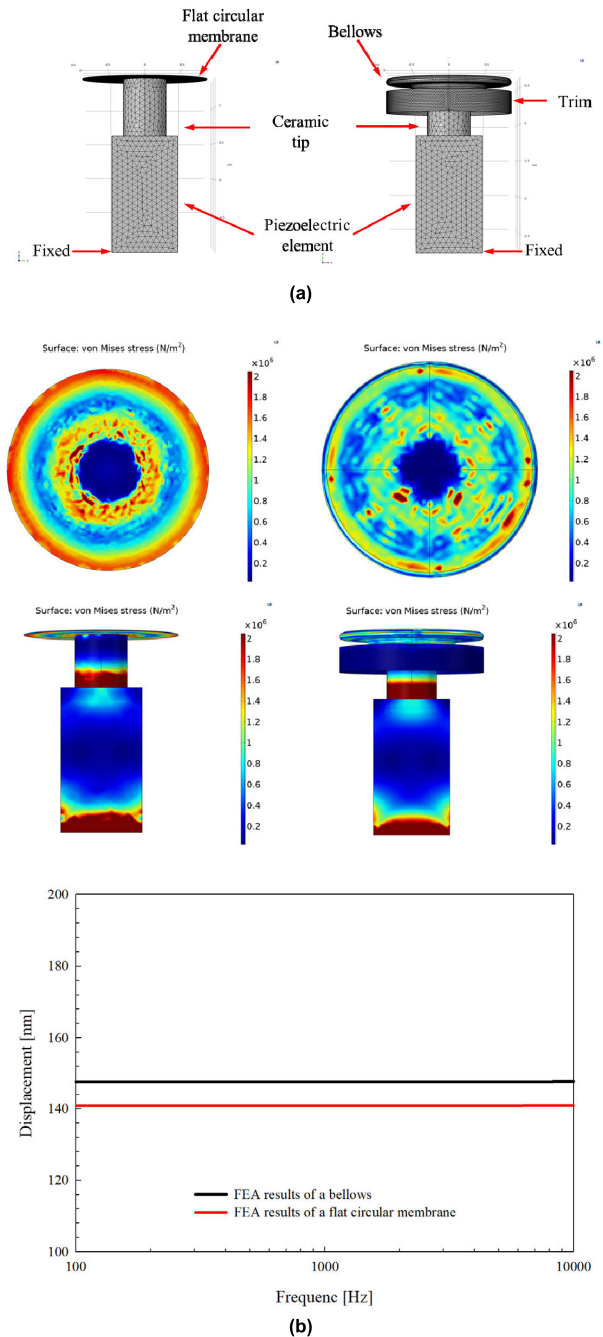 Flat circular
membrane
Bellows
Trim
Ceramic
tip
Piezoelectric
element
Fixed
Fixed
(a)
Surface: von Mises stress (N/m²)
×10⁶
2
1.8
1.6
1.4
1.2
1
0.8
0.6
0.4
0.2
Surface: von Mises stress (N/m²)
×10⁶
2
1.8
1.6
1.4
1.2
1
0.8
0.6
0.4
0.2
Surface: von Mises stress (N/m²)
×10⁶
2
1.8
1.6
1.4
1.2
1
0.8
0.6
0.4
0.2
Surface: von Mises stress (N/m²)
×10⁶
2
1.8
1.6
1.4
1.2
1
0.8
0.6
0.4
0.2
200
180
160
140
120
100
Displacement [nm]
FEA results of a bellows
FEA results of a flat circular membrane
100
1000
10000
Frequenc [Hz]
(b)